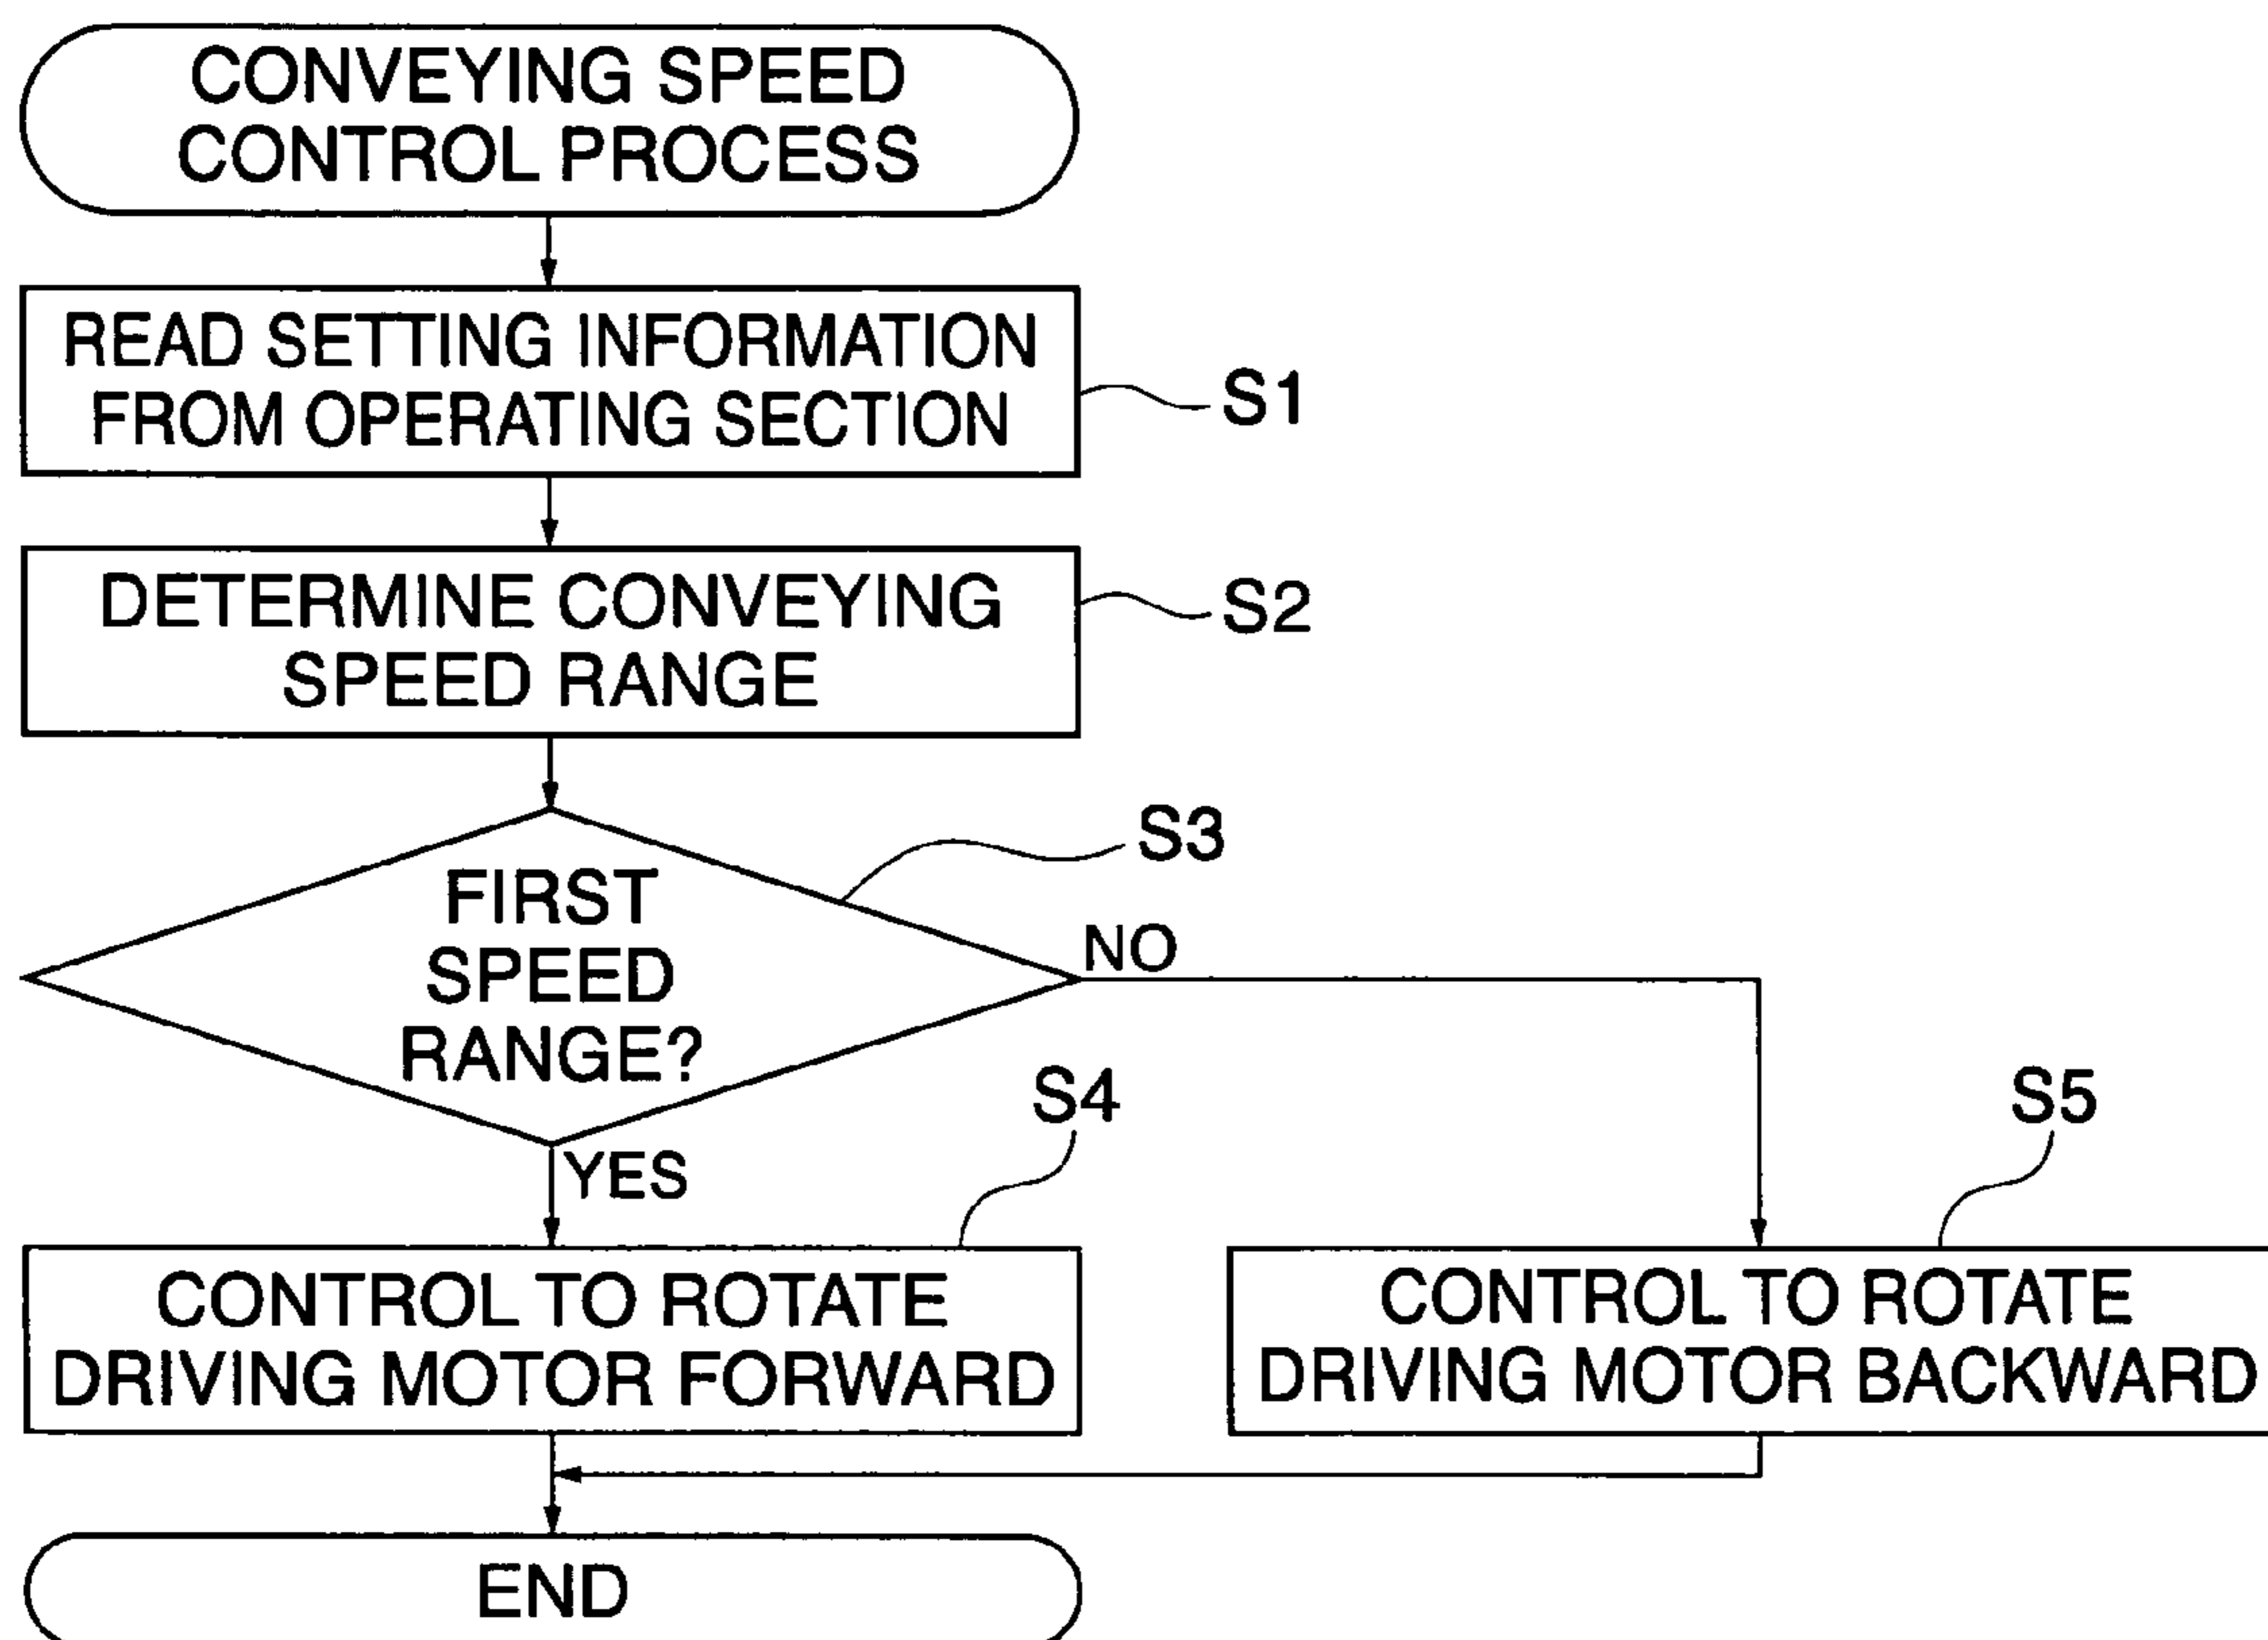 CONVEYING SPEED
CONTROL PROCESS
READ SETTING INFORMATION
FROM OPERATING SECTION
S1
DETERMINE CONVEYING
SPEED RANGE
S2
S3
FIRST
SPEED
RANGE?
NO
YES
S4
S5
CONTROL TO ROTATE
DRIVING MOTOR FORWARD
CONTROL TO ROTATE
DRIVING MOTOR BACKWARD
END